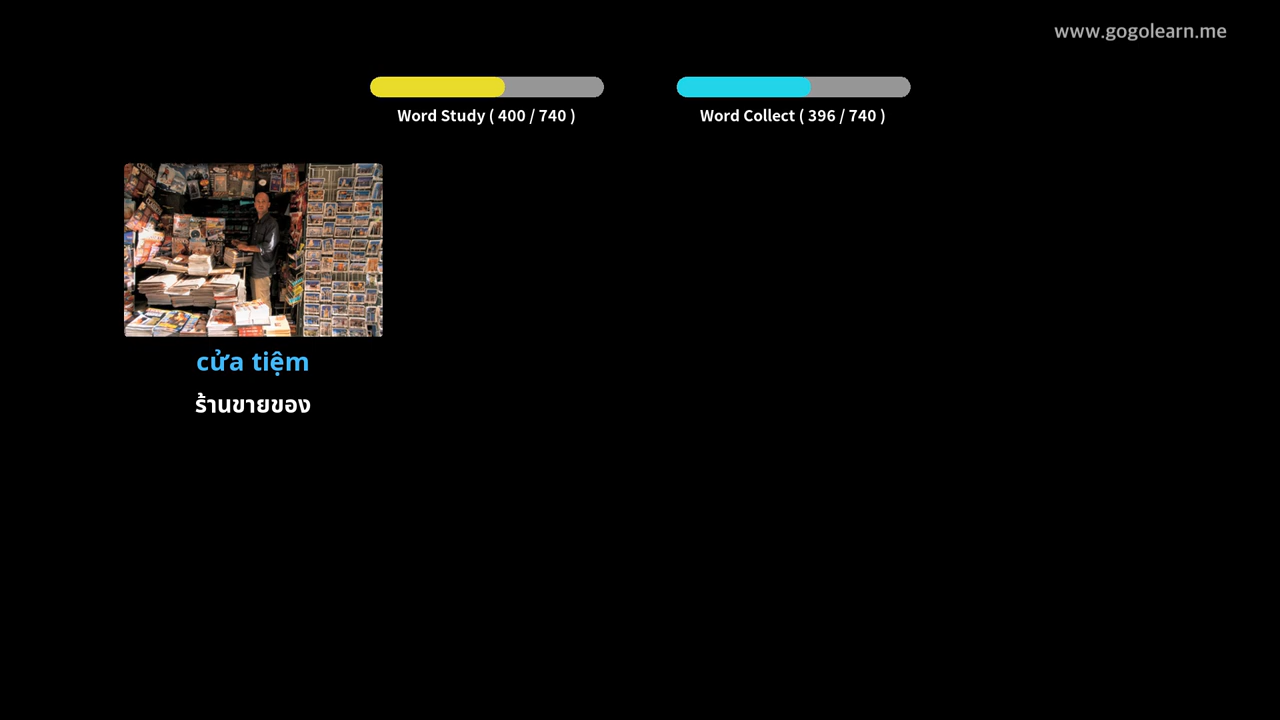 www.gogolearn.me
Word Study ( 400 / 740 )
Word Collect ( 396 / 740 )
cửa tiệm
ร้านขายของ